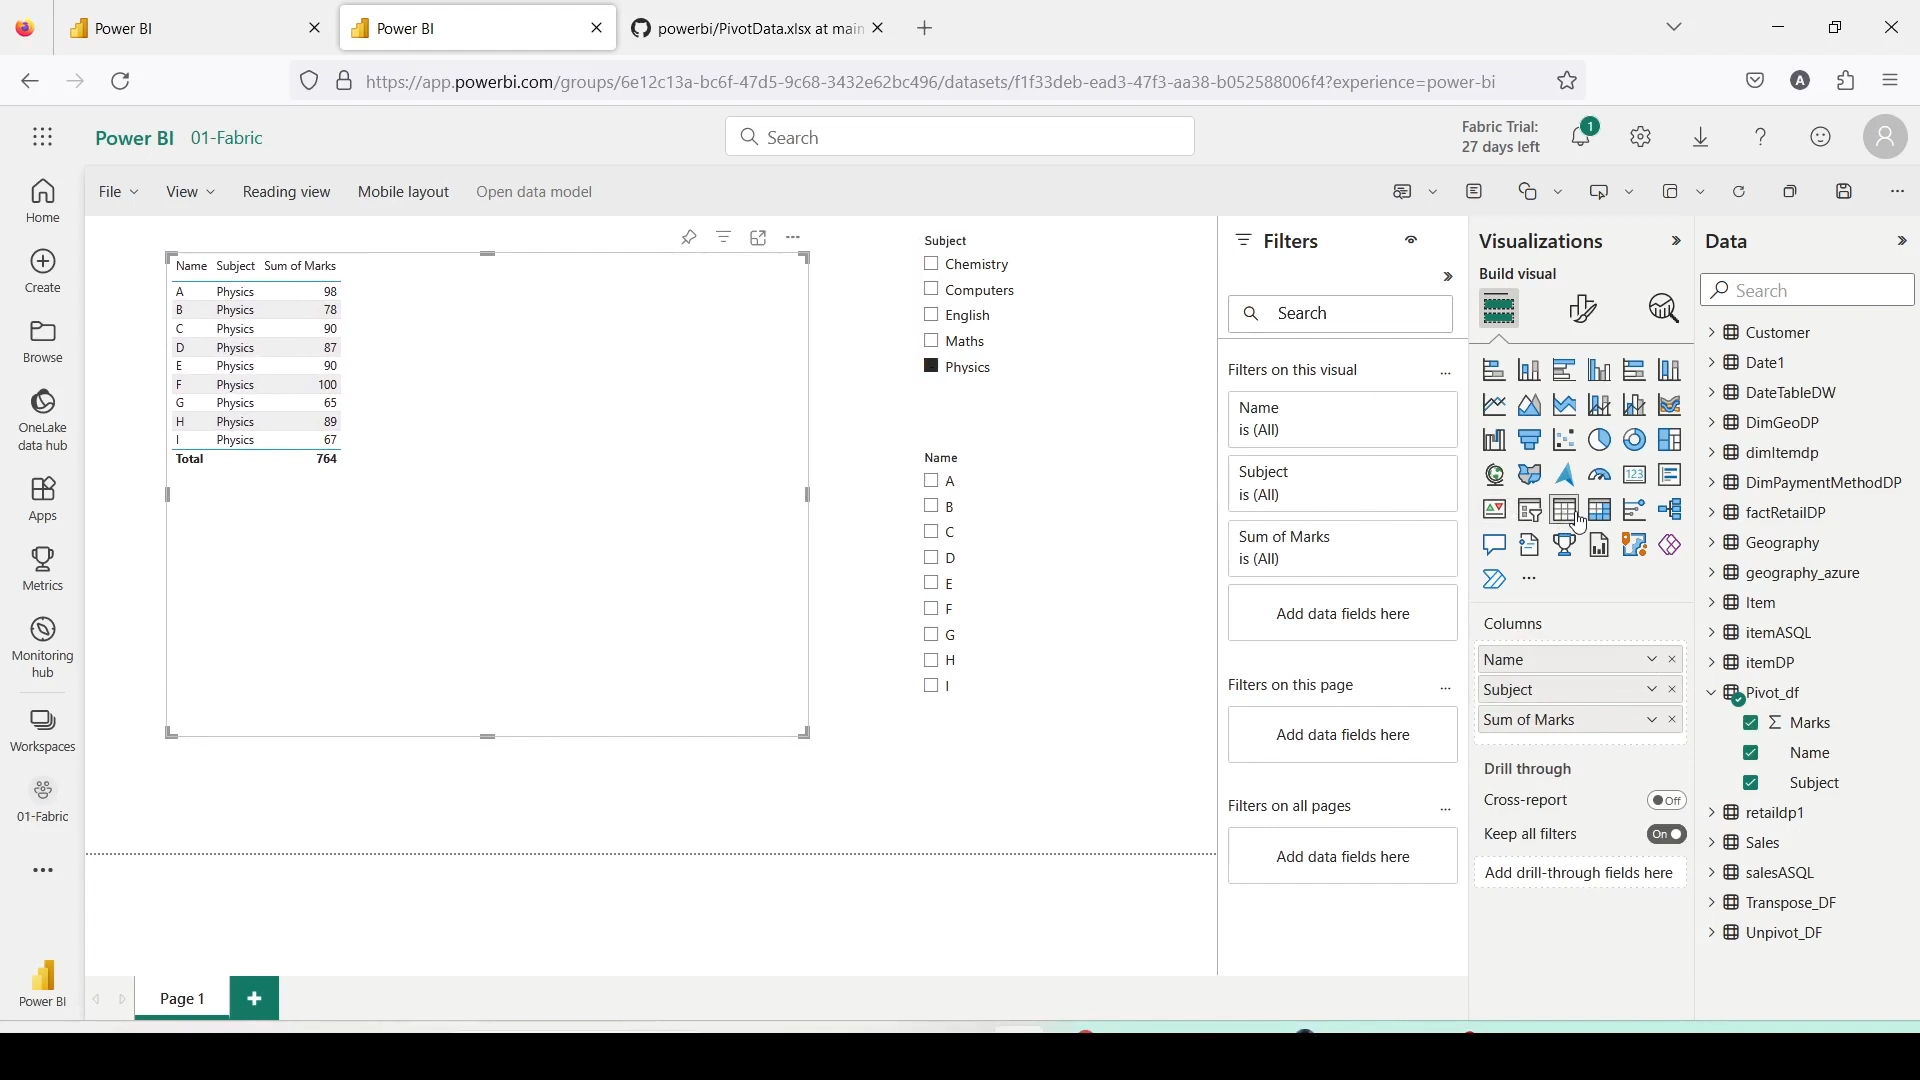 Power BI
Power BI
powerbi/PivotData.xlsx at main
https://app.powerbi.com/groups/6e12c13a-bc6f-47d5-9c68-3432e62bc496/datasets/f1f33deb-ead3-47f3-aa38-b052588006f4?experience=power-bi
A
Power BI 01-Fabric
Search
Fabric Trial:
27 days left
1
File
View
Reading view
Mobile layout
Open data model
Home
Create
Browse
OneLake
data hub
Apps
Metrics
Monitoring
hub
Workspaces
01-Fabric
Power BI
Name Subject Sum of Marks
A Physics 98
B Physics 78
C Physics 90
D Physics 87
E Physics 90
F Physics 100
G Physics 65
H Physics 89
I Physics 67
Total 764
Subject
Chemistry
Computers
English
Maths
Physics
Name
A
B
C
D
E
F
G
H
I
Page 1
Filters
Search
Filters on this visual
Name
is (All)
Subject
is (All)
Sum of Marks
is (All)
Add data fields here
Filters on this page
Add data fields here
Filters on all pages
Add data fields here
Visualizations
Build visual
123
Columns
Name
Subject
Sum of Marks
Drill through
Cross-report
Off
Keep all filters
On
Add drill-through fields here
Data
Search
Customer
Date1
DateTableDW
DimGeoDP
dimItemdp
DimPaymentMethodDP
factRetailDP
Geography
geography_azure
Item
itemASQL
itemDP
Pivot_df
Σ Marks
Name
Subject
retaildp1
Sales
salesASQL
Transpose_DF
Unpivot_DF